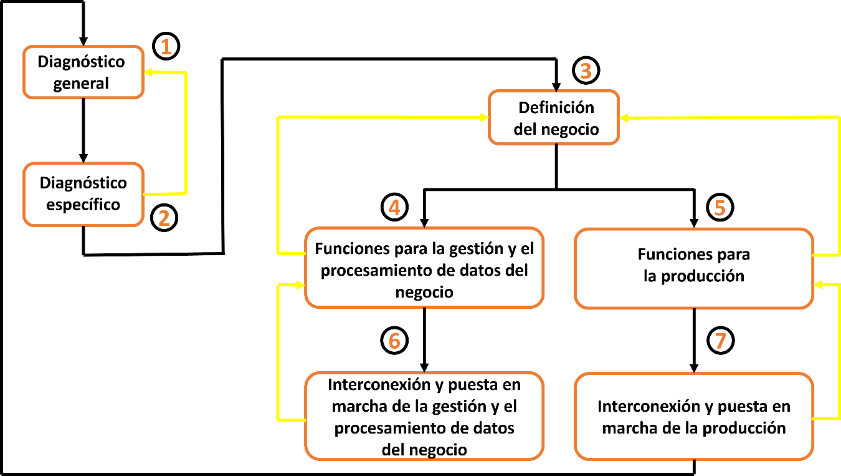 1
Diagnóstico
general
Diagnóstico
específico
2
3
Definición
del negocio
4
Funciones para la gestión y el
procesamiento de datos del
negocio
5
Funciones para
la producción
6
Interconexión y puesta en
marcha de la gestión y el
procesamiento de datos
del negocio
7
Interconexión y puesta en
marcha de la producción